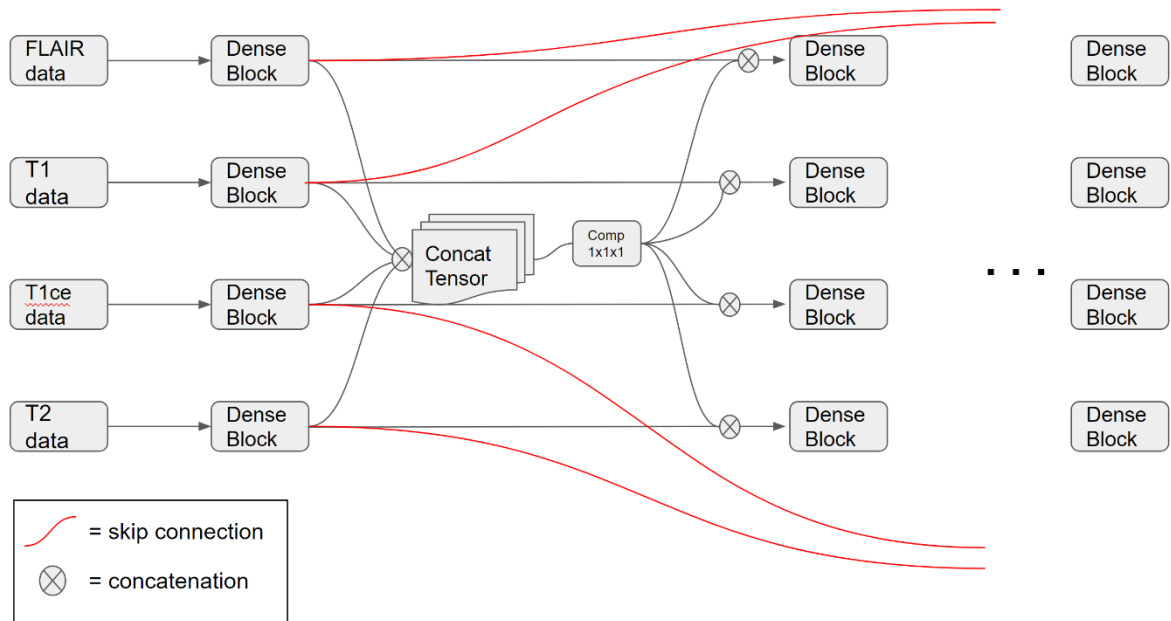 FLAIR
data
Dense
Block
Dense
Block
Dense
Block
T1
data
Dense
Block
Dense
Block
Dense
Block
Concat
Tensor
Comp
1x1x1
T1ce
data
Dense
Block
Dense
Block
Dense
Block
. . .
T2
data
Dense
Block
Dense
Block
Dense
Block
= skip connection
= concatenation